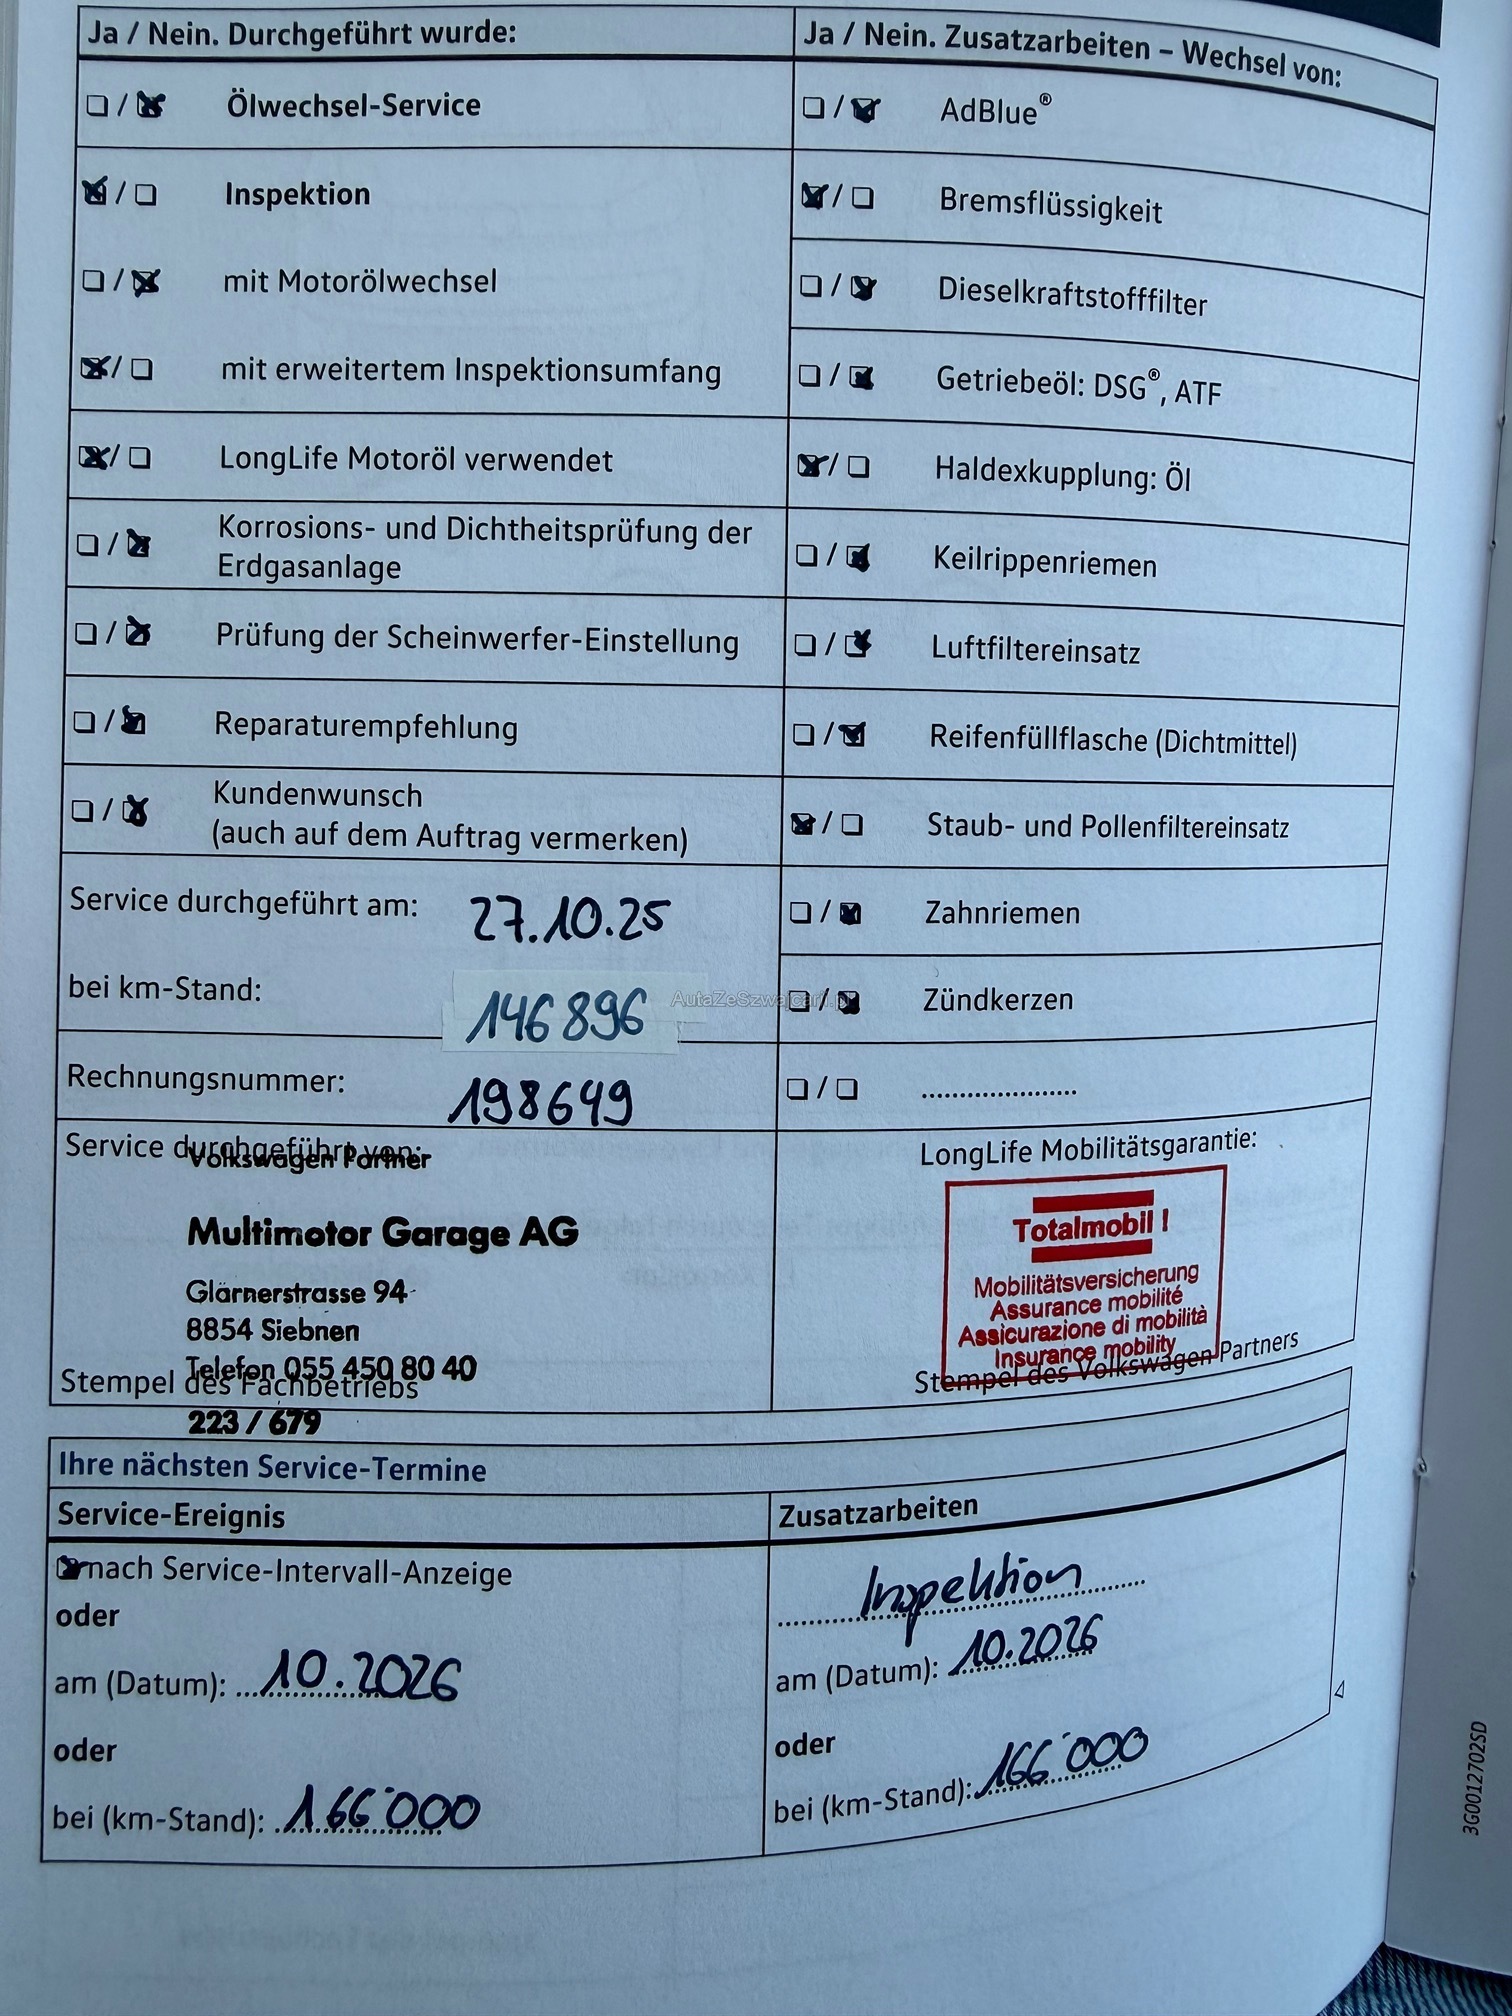 Ja / Nein. Durchgeführt wurde:
☐ / ☒ Ölwechsel-Service
☒ / ☐ Inspektion
☐ / ☒ mit Motorölwechsel
☒ / ☐ mit erweitertem Inspektionsumfang
☒ / ☐ LongLife Motoröl verwendet
☐ / ☒ Korrosions- und Dichtheitsprüfung der
Erdgasanlage
☐ / ☒ Prüfung der Scheinwerfer-Einstellung
☐ / ☒ Reparaturempfehlung
☐ / ☒ Kundenwunsch
(auch auf dem Auftrag vermerken)
Service durchgeführt am: 27.10.25
bei km-Stand: 146896
Rechnungsnummer: 198649
Service durchgeführt von:
Volkswagen Partner
Multimotor Garage AG
Glärnerstrasse 94
8854 Siebnen
Telefon 055 450 80 40
Stempel des Fachbetriebs
223 / 679
Ja / Nein. Zusatzarbeiten – Wechsel von:
☐ / ☒ AdBlue®
☒ / ☐ Bremsflüssigkeit
☐ / ☒ Dieselkraftstofffilter
☐ / ☒ Getriebeöl: DSG®, ATF
☒ / ☐ Haldexkupplung: Öl
☐ / ☒ Keilrippenriemen
☐ / ☒ Luftfiltereinsatz
☐ / ☒ Reifenfüllflasche (Dichtmittel)
☒ / ☐ Staub- und Pollenfiltereinsatz
☐ / ☒ Zahnriemen
☐ / ☒ Zündkerzen
☐ / ☐ .....................
LongLife Mobilitätsgarantie:
Totalmobil !
Mobilitätsversicherung
Assurance mobilité
Assicurazione di mobilità
Insurance mobility
Stempel des Volkswagen Partners
Ihre nächsten Service-Termine
Service-Ereignis
☒ nach Service-Intervall-Anzeige
oder
am (Datum): 10.2026
oder
bei (km-Stand): 166'000
Zusatzarbeiten
Inspektion
am (Datum): 10.2026
oder
bei (km-Stand): 166'000
3G0012702SD